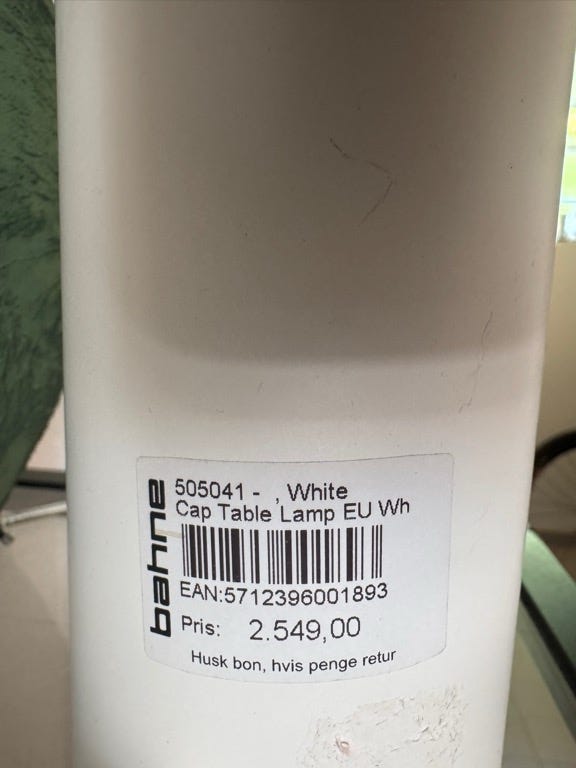 bahne
505041 -  , White
Cap Table Lamp EU Wh
EAN:5712396001893
Pris: 2.549,00
Husk bon, hvis penge retur